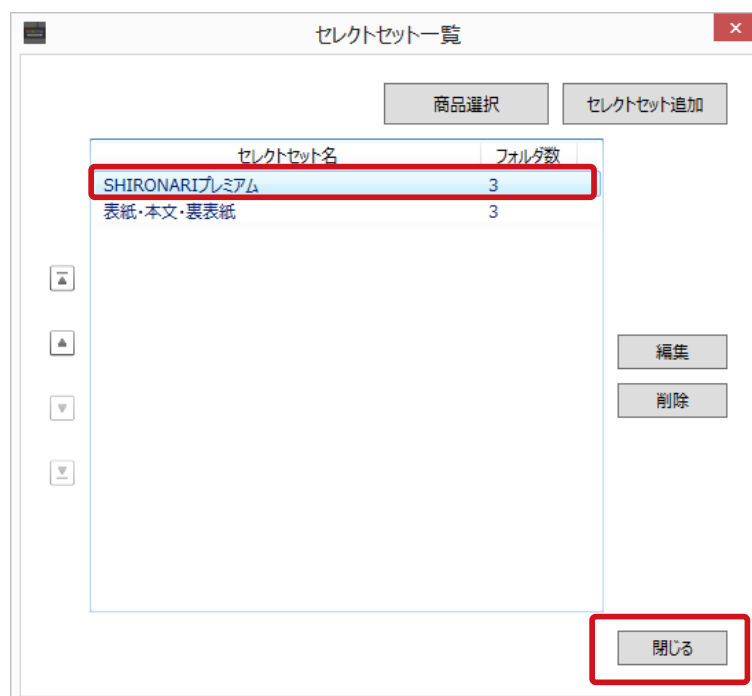 セレクトセット一覧
商品選択
セレクトセット追加
セレクトセット名 フォルダ数
SHIRONARIプレミアム 3
表紙・本文・裏表紙 3
編集
削除
閉じる